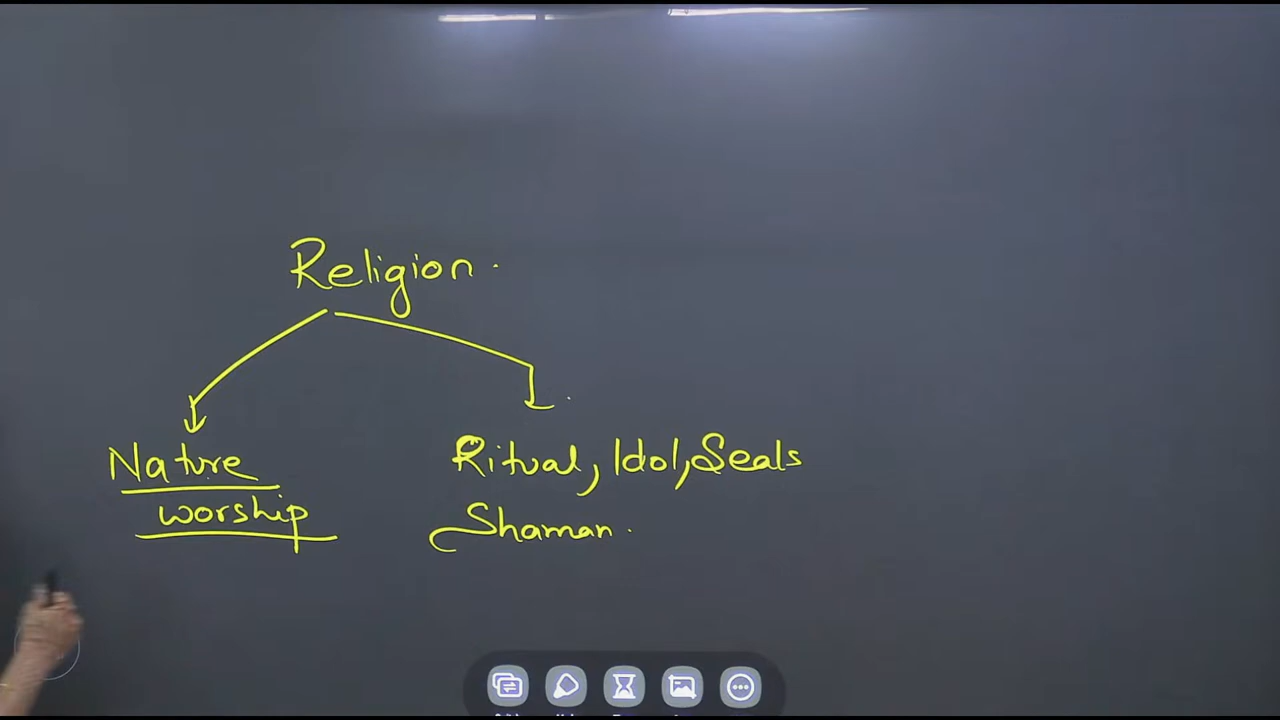 Religion.
Nature
worship
Ritual, Idol, Seals
Shaman.